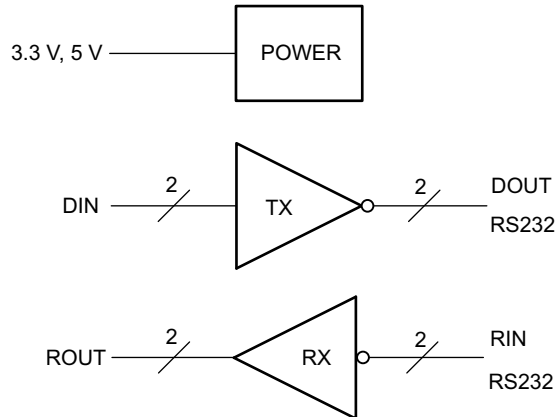 3.3 V, 5 V
POWER
2
2
DOUT
DIN
TX
RS232
2
2
RIN
ROUT
RX
RS232